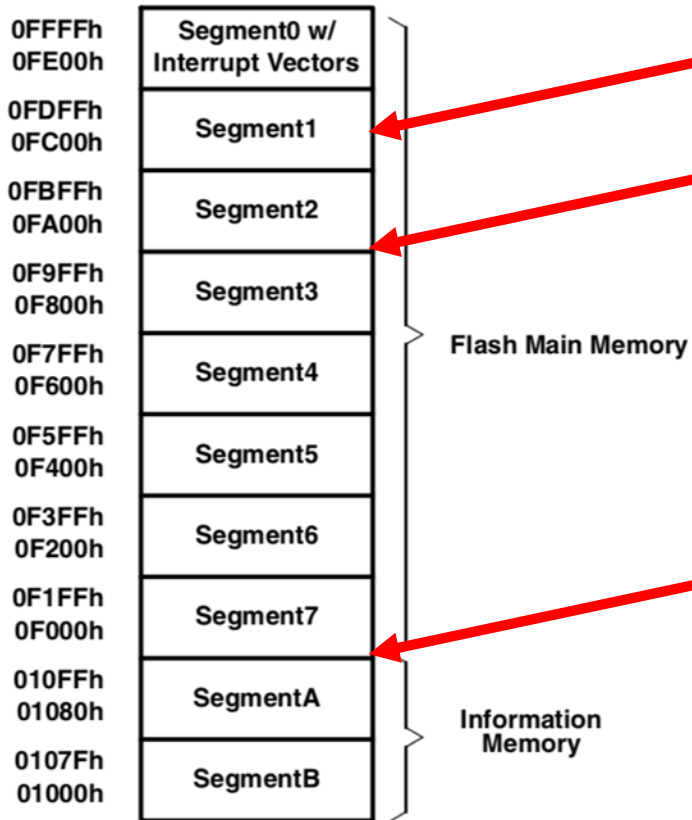 0FFFFh
0FE00h
Segment0 w/
Interrupt Vectors
0FDFFh
0FC00h
Segment1
0FBFFh
0FA00h
Segment2
0F9FFh
0F800h
Segment3
0F7FFh
0F600h
Segment4
Flash Main Memory
0F5FFh
0F400h
Segment5
0F3FFh
0F200h
Segment6
0F1FFh
0F000h
Segment7
010FFh
01080h
SegmentA
Information
Memory
0107Fh
01000h
SegmentB